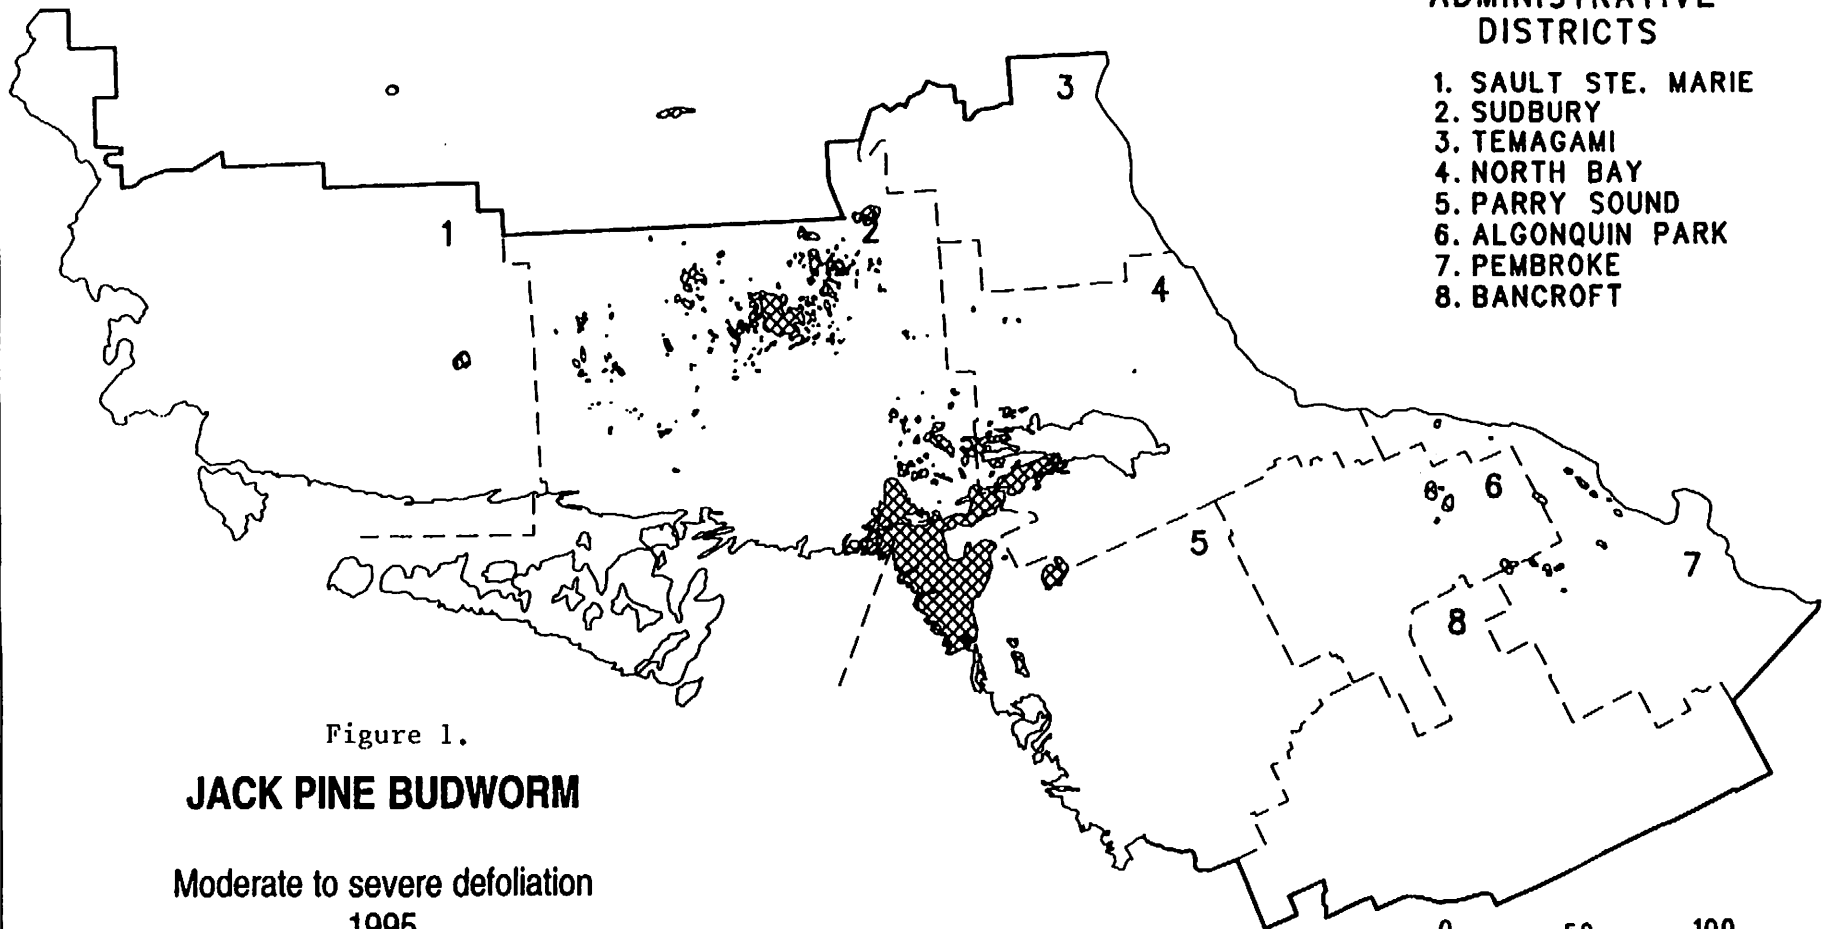 ADMINISTRATIVE
DISTRICTS
1. SAULT STE. MARIE
2. SUDBURY
3. TEMAGAMI
4. NORTH BAY
5. PARRY SOUND
6. ALGONQUIN PARK
7. PEMBROKE
8. BANCROFT
3
1
2
4
6
5
7
8
Figure 1.
JACK PINE BUDWORM
Moderate to severe defoliation
1995
0 50 100